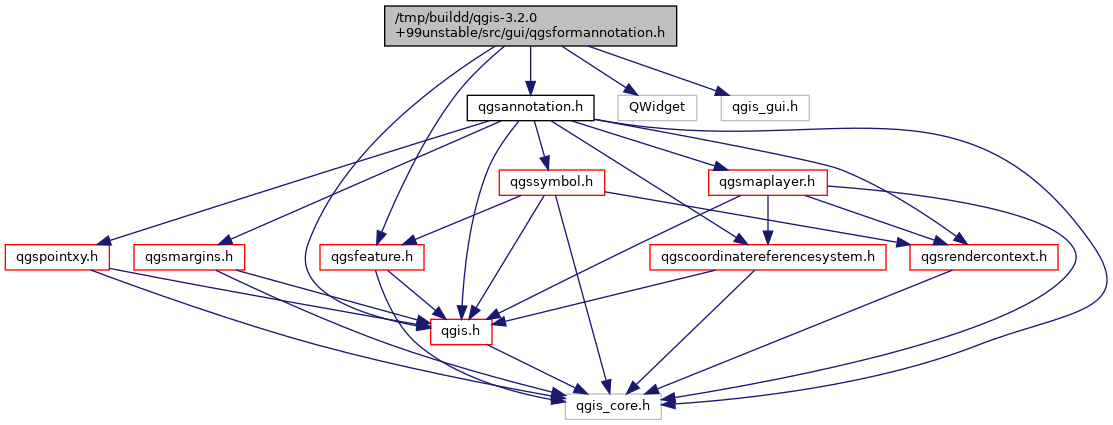 /tmp/buildd/qgis-3.2.0
+99unstable/src/gui/qgsformannotation.h
qgsannotation.h
QWidget
qgis_gui.h
qgssymbol.h
qgsmaplayer.h
qgspointxy.h
qgsmargins.h
qgsfeature.h
qgscoordinatereferencesystem.h
qgsrendercontext.h
qgis.h
qgis_core.h